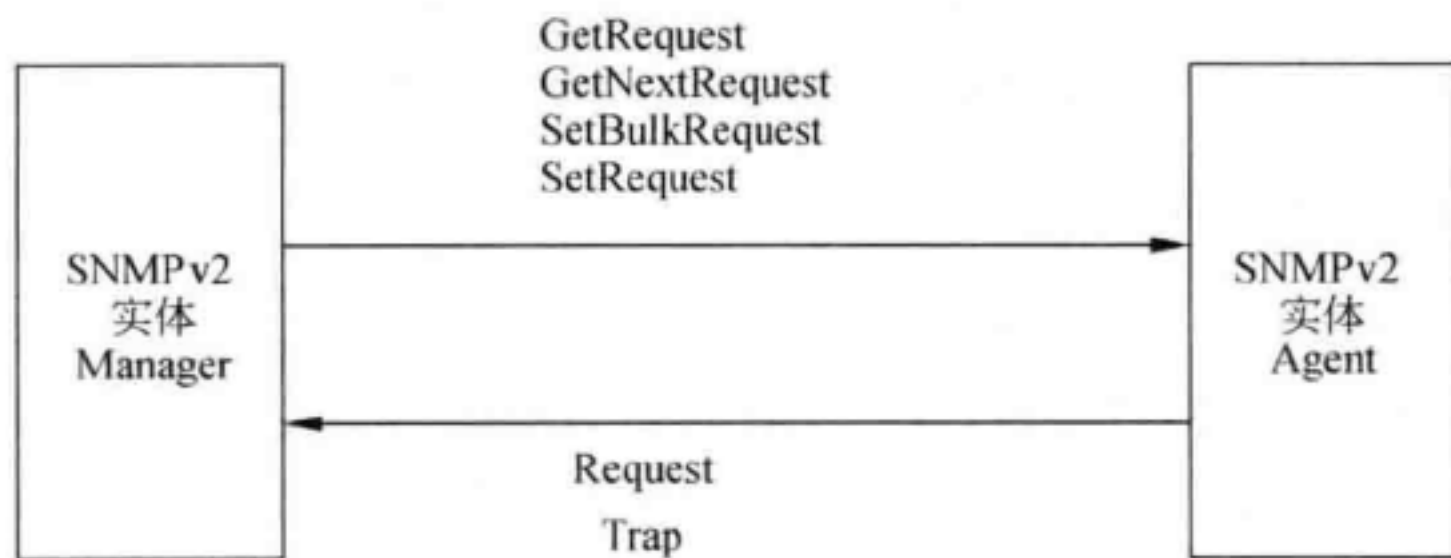 GetRequest
GetNextRequest
SetBulkRequest
SetRequest
SNMPv2
实体
Manager
SNMPv2
实体
Agent
Request
Trap